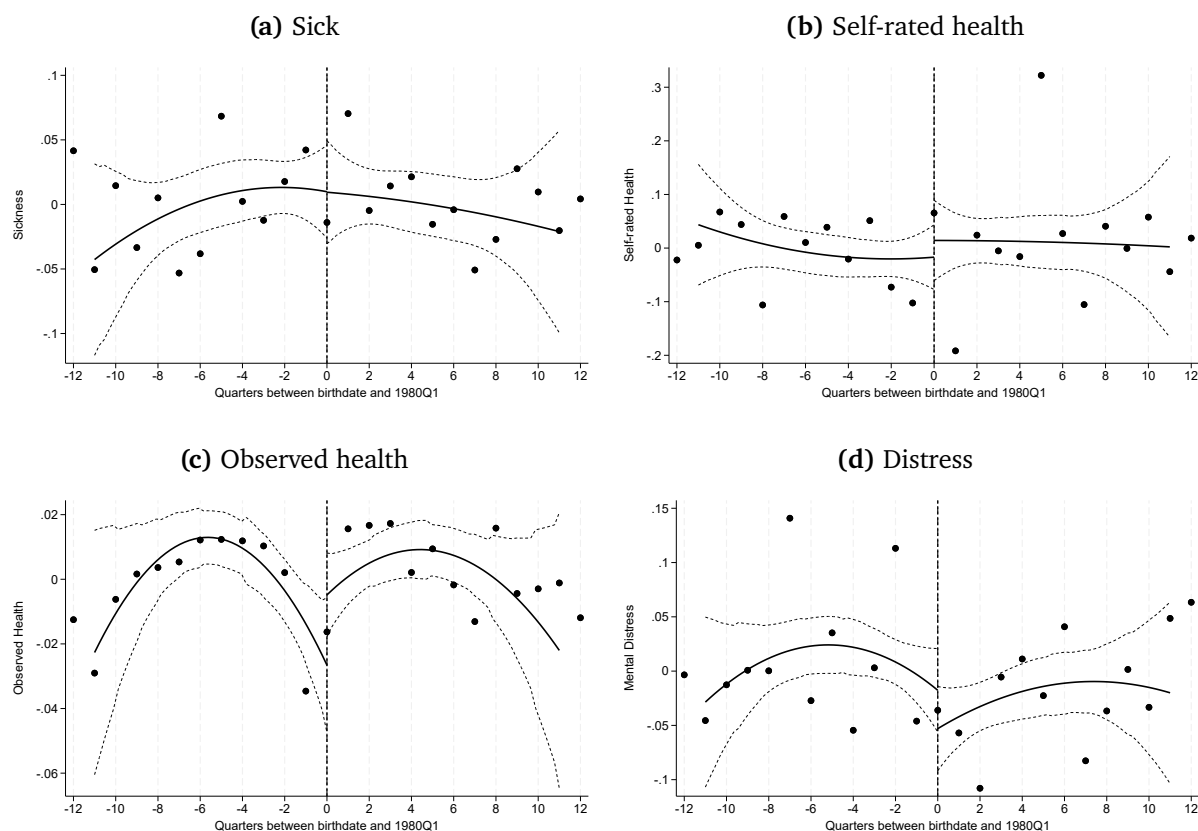 (a) Sick
.1
.05
0
-.05
-.1
Sickness
-12 -10 -8 -6 -4 -2 0 2 4 6 8 10 12
Quarters between birthdate and 1980Q1
(b) Self-rated health
.3
.2
.1
0
-.1
-.2
Self-rated Health
-12 -10 -8 -6 -4 -2 0 2 4 6 8 10 12
Quarters between birthdate and 1980Q1
(c) Observed health
.02
0
-.02
-.04
-.06
Observed Health
-12 -10 -8 -6 -4 -2 0 2 4 6 8 10 12
Quarters between birthdate and 1980Q1
(d) Distress
.15
.1
.05
0
-.05
-.1
Mental Distress
-12 -10 -8 -6 -4 -2 0 2 4 6 8 10 12
Quarters between birthdate and 1980Q1